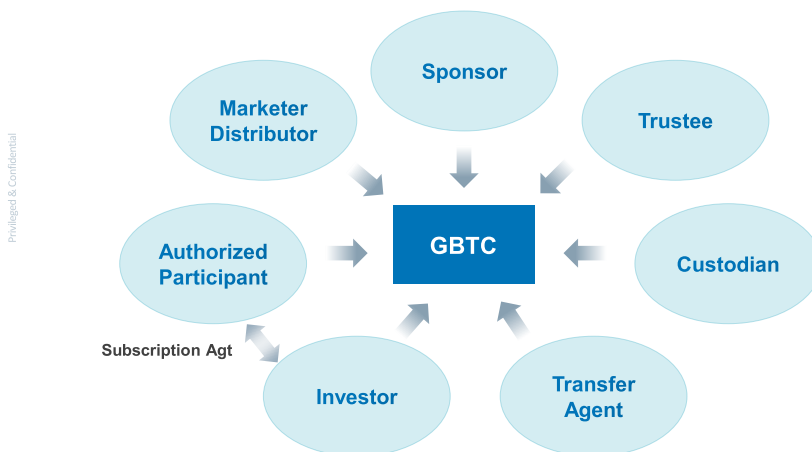 Sponsor
Marketer
Distributor
Trustee
GBTC
Authorized
Participant
Custodian
Subscription Agt
Investor
Transfer
Agent
Privileged & Confidential